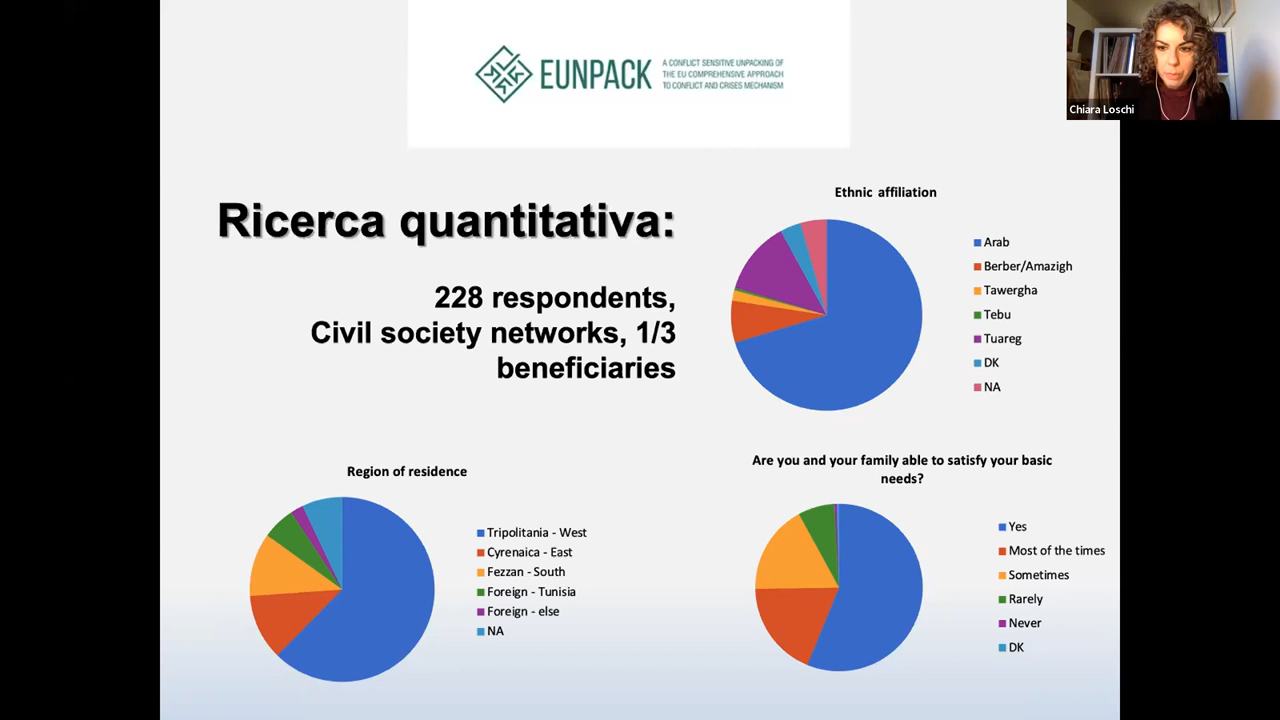 EUNPACK
A CONFLICT SENSITIVE UNPACKING OF
THE EU COMPREHENSIVE APPROACH
TO CONFLICT AND CRISES MECHANISM
Chiara Loschi
Ricerca quantitativa:
228 respondents,
Civil society networks, 1/3
beneficiaries
Ethnic affiliation
Arab
Berber/Amazigh
Tawergha
Tebu
Tuareg
DK
NA
Region of residence
Tripolitania - West
Cyrenaica - East
Fezzan - South
Foreign - Tunisia
Foreign - else
NA
Are you and your family able to satisfy your basic
needs?
Yes
Most of the times
Sometimes
Rarely
Never
DK